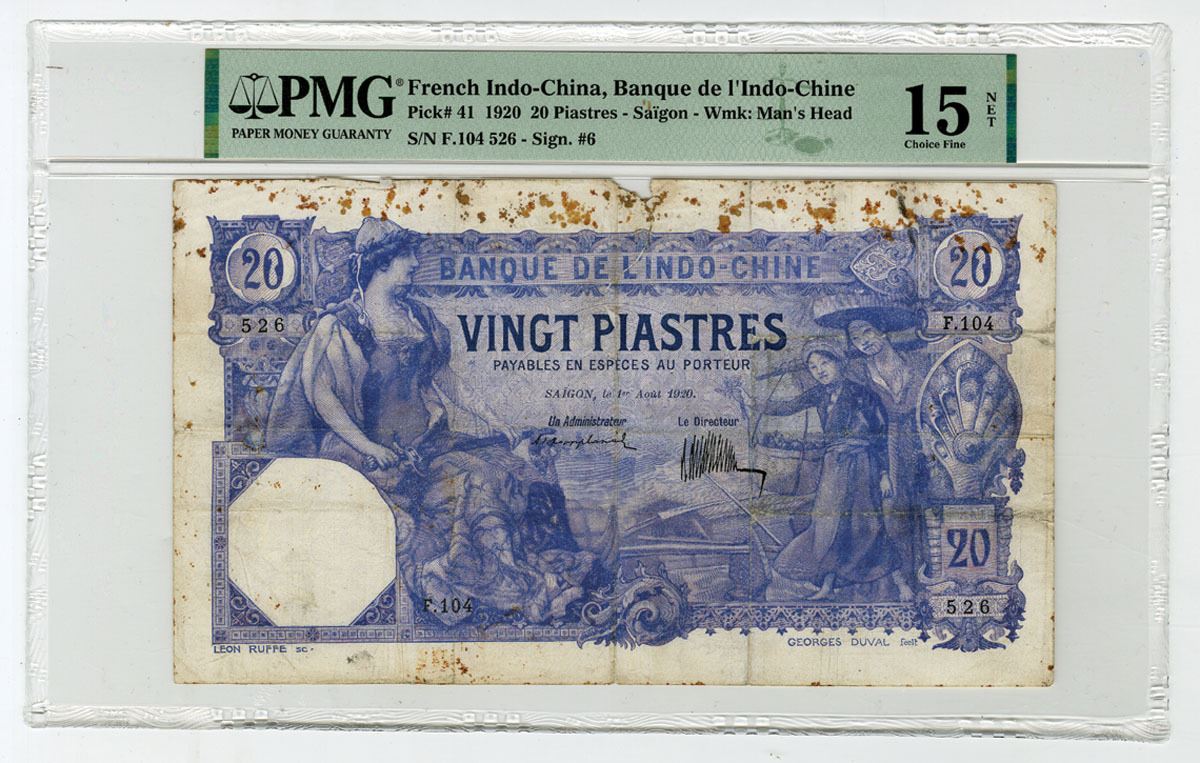 PMG®
PAPER MONEY GUARANTY
French Indo-China, Banque de l'Indo-Chine
Pick# 41 1920 20 Piastres - Saïgon - Wmk: Man's Head
S/N F.104 526 - Sign. #6
15
NET
Choice Fine
20
20
BANQUE DE L'INDO-CHINE
526
F.104
VINGT PIASTRES
PAYABLES EN ESPÈCES AU PORTEUR
SAÏGON, le 1er Août 1920.
Un Administrateur
Le Directeur
20
F.104
526
LEON RUFFE sc.
GEORGES DUVAL fecit